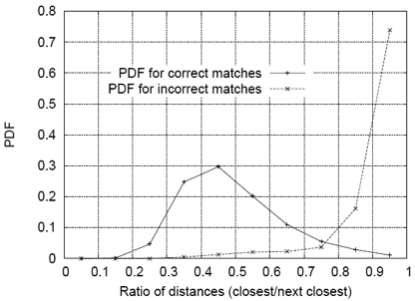 0.8
0.7
0.6
0.5
0.4
0.3
0.2
0.1
0
PDF
PDF for correct matches
PDF for incorrect matches
0 0.1 0.2 0.3 0.4 0.5 0.6 0.7 0.8 0.9 1
Ratio of distances (closest/next closest)